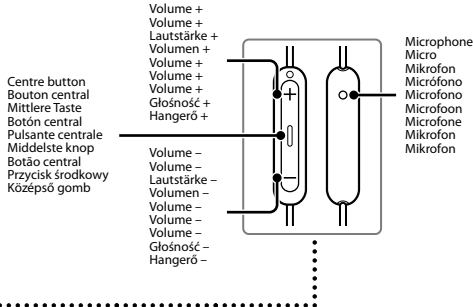 Volume +
Volume +
Lautstärke +
Volumen +
Volume +
Volume +
Volume +
Głośność +
Hangerő +
Microphone
Micro
Mikrofon
Micrófono
Microfono
Microfoon
Microfone
Mikrofon
Mikrofon
Centre button
Bouton central
Mittlere Taste
Botón central
Pulsante centrale
Middelste knop
Botão central
Przycisk środkowy
Középső gomb
Volume –
Volume –
Lautstärke –
Volumen –
Volume –
Volume –
Volume –
Głośność –
Hangerő –